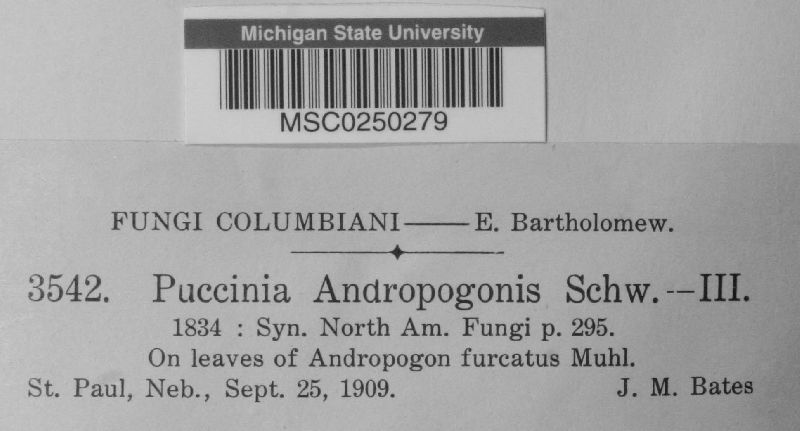 Michigan State University
MSC0250279
FUNGI COLUMBIANI——E. Bartholomew.
3542. Puccinia Andropogonis Schw.--III.
1834 : Syn. North Am. Fungi p. 295.
On leaves of Andropogon furcatus Muhl.
St. Paul, Neb., Sept. 25, 1909. J. M. Bates